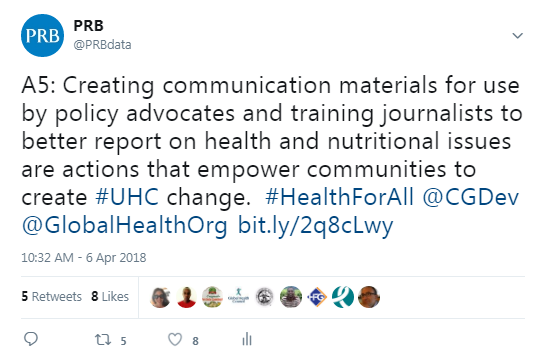 PRB
PRB
@PRBdata
A5: Creating communication materials for use
by policy advocates and training journalists to
better report on health and nutritional issues
are actions that empower communities to
create #UHC change. #HealthForAll @CGDev
@GlobalHealthOrg bit.ly/2q8cLwy
10:32 AM - 6 Apr 2018
5 Retweets 8 Likes
5 8